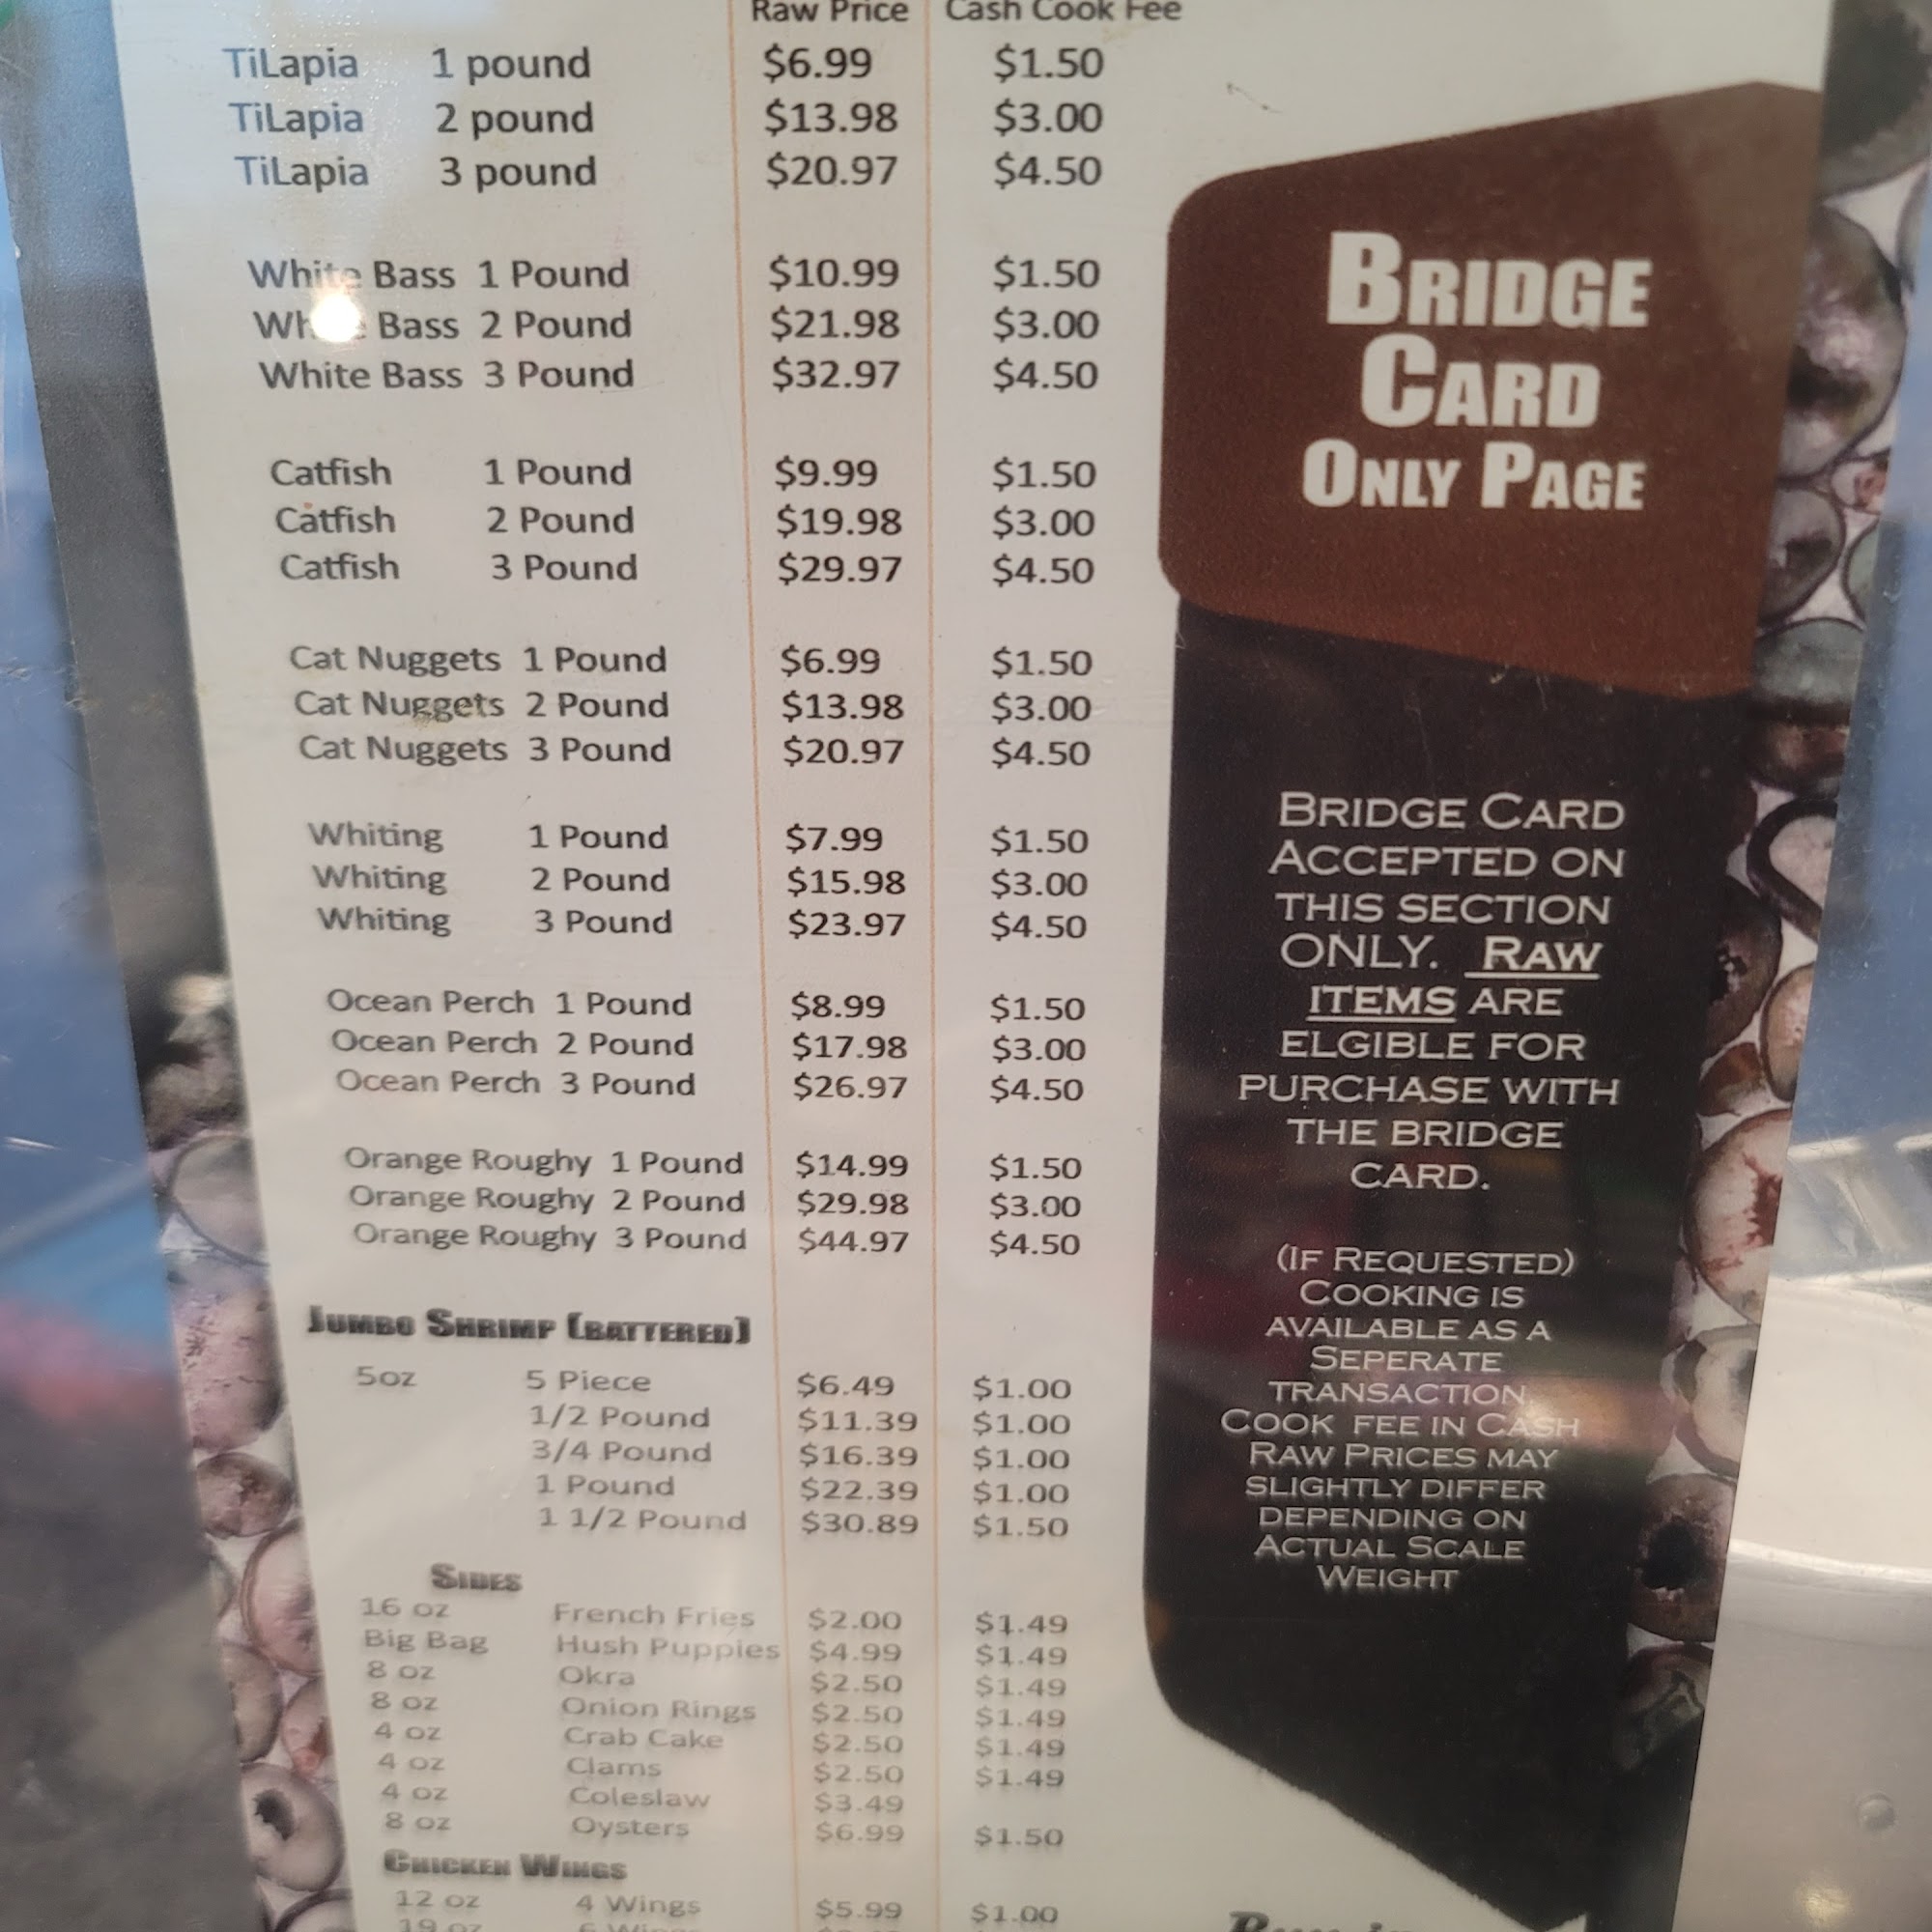 Raw Price Cash Cook Fee
TiLapia 1 pound $6.99 $1.50
TiLapia 2 pound $13.98 $3.00
TiLapia 3 pound $20.97 $4.50
White Bass 1 Pound $10.99 $1.50
White Bass 2 Pound $21.98 $3.00
White Bass 3 Pound $32.97 $4.50
Catfish 1 Pound $9.99 $1.50
Catfish 2 Pound $19.98 $3.00
Catfish 3 Pound $29.97 $4.50
Cat Nuggets 1 Pound $6.99 $1.50
Cat Nuggets 2 Pound $13.98 $3.00
Cat Nuggets 3 Pound $20.97 $4.50
Whiting 1 Pound $7.99 $1.50
Whiting 2 Pound $15.98 $3.00
Whiting 3 Pound $23.97 $4.50
Ocean Perch 1 Pound $8.99 $1.50
Ocean Perch 2 Pound $17.98 $3.00
Ocean Perch 3 Pound $26.97 $4.50
Orange Roughy 1 Pound $14.99 $1.50
Orange Roughy 2 Pound $29.98 $3.00
Orange Roughy 3 Pound $44.97 $4.50
JUMBO SHRIMP (BATTERED)
5oz 5 Piece $6.49 $1.00
1/2 Pound $11.39 $1.00
3/4 Pound $16.39 $1.00
1 Pound $22.39 $1.00
1 1/2 Pound $30.89 $1.50
SIDES
16 oz French Fries $2.00 $1.49
Big Bag Hush Puppies $4.99 $1.49
8 oz Okra $2.50 $1.49
8 oz Onion Rings $2.50 $1.49
4 oz Crab Cake $2.50 $1.49
4 oz Clams $2.50 $1.49
4 oz Coleslaw $3.49
8 oz Oysters $6.99 $1.50
CHICKEN WINGS
12 oz 4 Wings $5.99 $1.00
19 oz 6 Wings
BRIDGE
CARD
ONLY PAGE
BRIDGE CARD
ACCEPTED ON
THIS SECTION
ONLY. RAW
ITEMS ARE
ELGIBLE FOR
PURCHASE WITH
THE BRIDGE
CARD.
(IF REQUESTED)
COOKING IS
AVAILABLE AS A
SEPERATE
TRANSACTION,
COOK FEE IN CASH
RAW PRICES MAY
SLIGHTLY DIFFER
DEPENDING ON
ACTUAL SCALE
WEIGHT